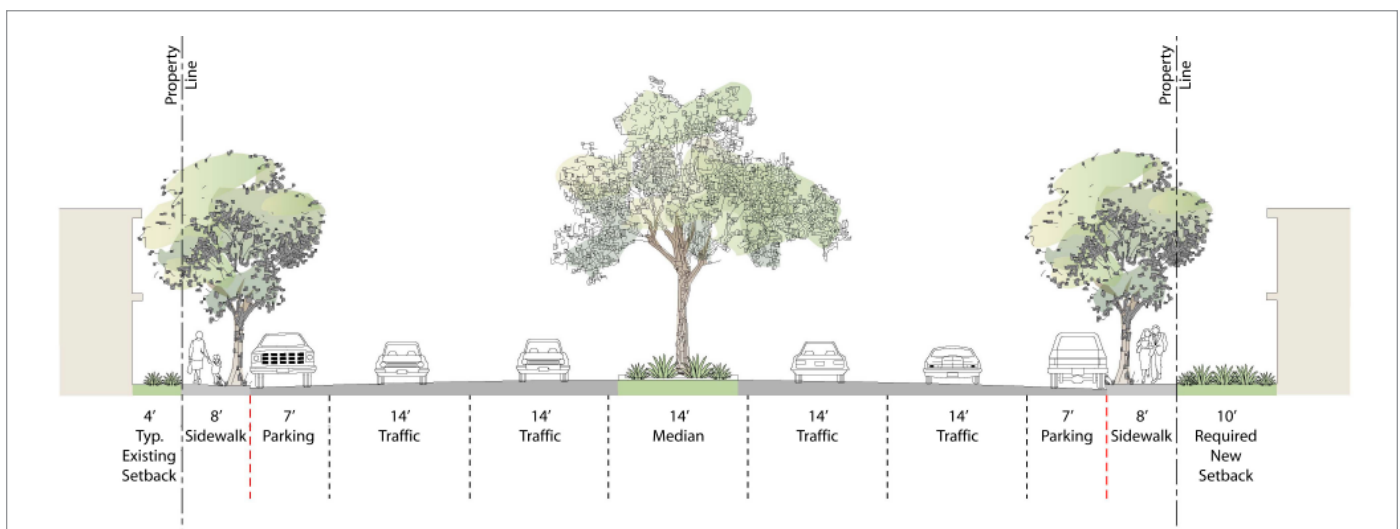 Property
Line
Property
Line
4'
Typ.
Existing
Setback
8'
Sidewalk
7'
Parking
14'
Traffic
14'
Traffic
14'
Median
14'
Traffic
14'
Traffic
7'
Parking
8'
Sidewalk
10'
Required
New
Setback